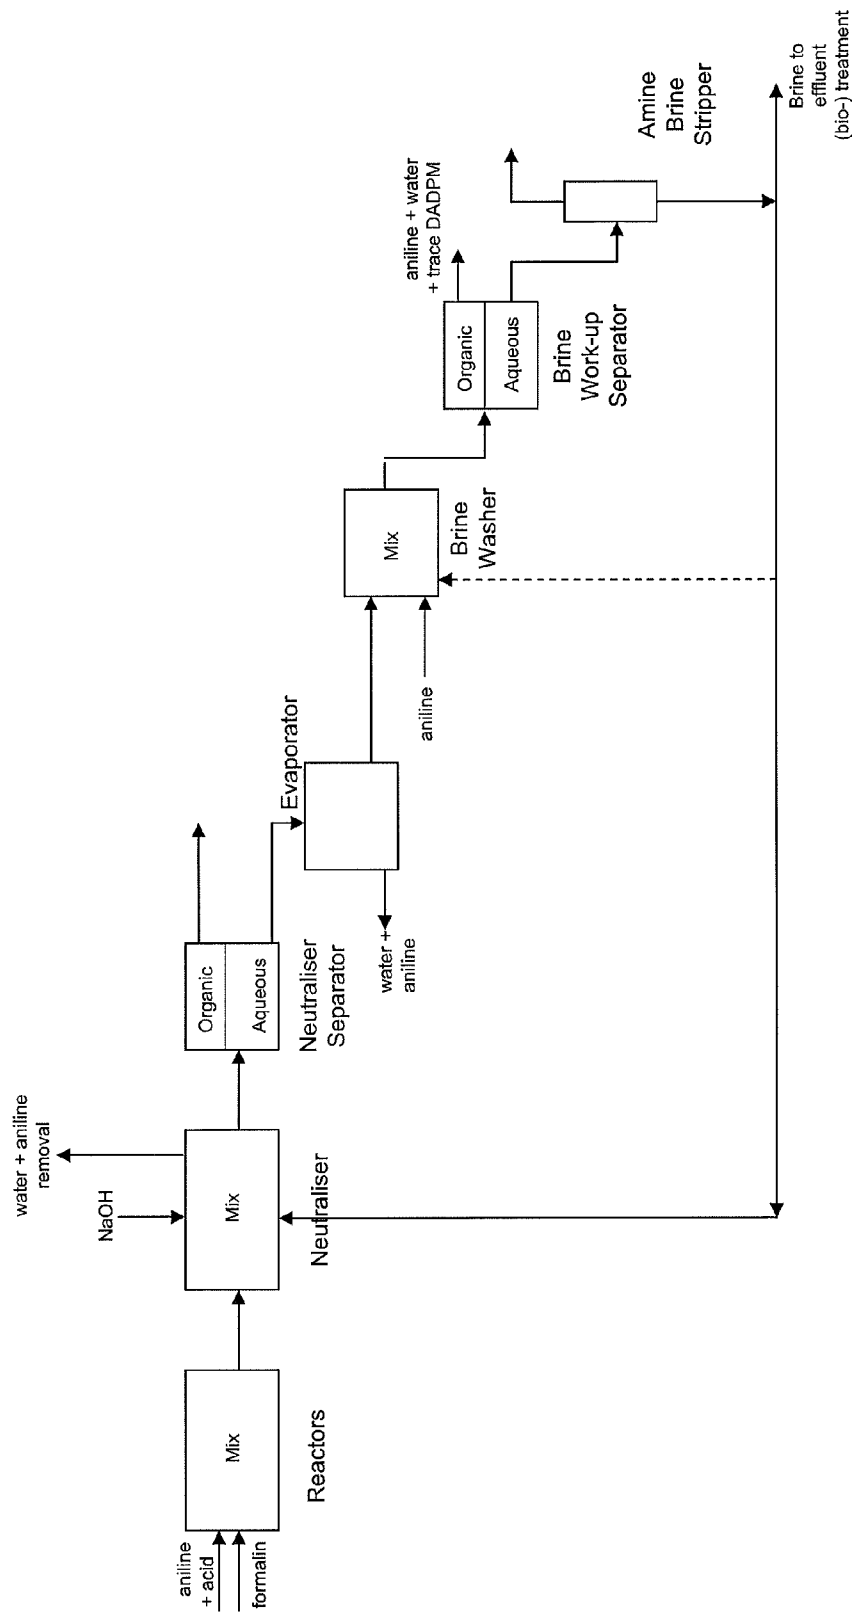 aniline
+ acid
formalin
Mix
Reactors
NaOH
water + aniline
removal
Mix
Neutraliser
Organic
Aqueous
Neutraliser
Separator
Evaporator
water +
aniline
aniline
Mix
Brine
Washer
Organic
Aqueous
aniline + water
+ trace DADPM
Brine
Work-up
Separator
Amine
Brine
Stripper
Brine to
effluent
(bio-) treatment